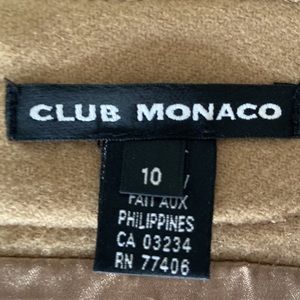 CLUB MONACO
10
FAIT AUX
PHILIPPINES
CA 03234
RN 77406